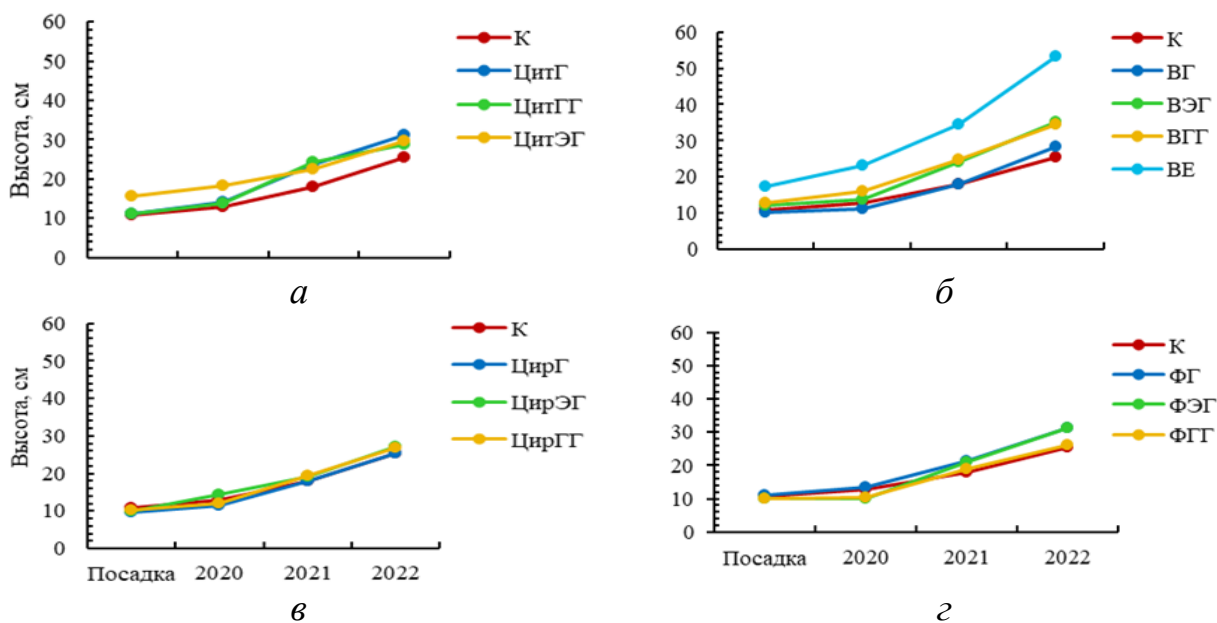 60
50
40
30
20
10
0
Высота, см
К
ЦитГ
ЦитГГ
ЦитЭГ
а
60
50
40
30
20
10
0
К
ВГ
ВЭГ
ВГГ
ВЕ
б
60
50
40
30
20
10
0
Высота, см
Посадка 2020 2021 2022
К
ЦирГ
ЦирЭГ
ЦирГГ
в
60
50
40
30
20
10
0
Посадка 2020 2021 2022
К
ФГ
ФЭГ
ФГГ
г